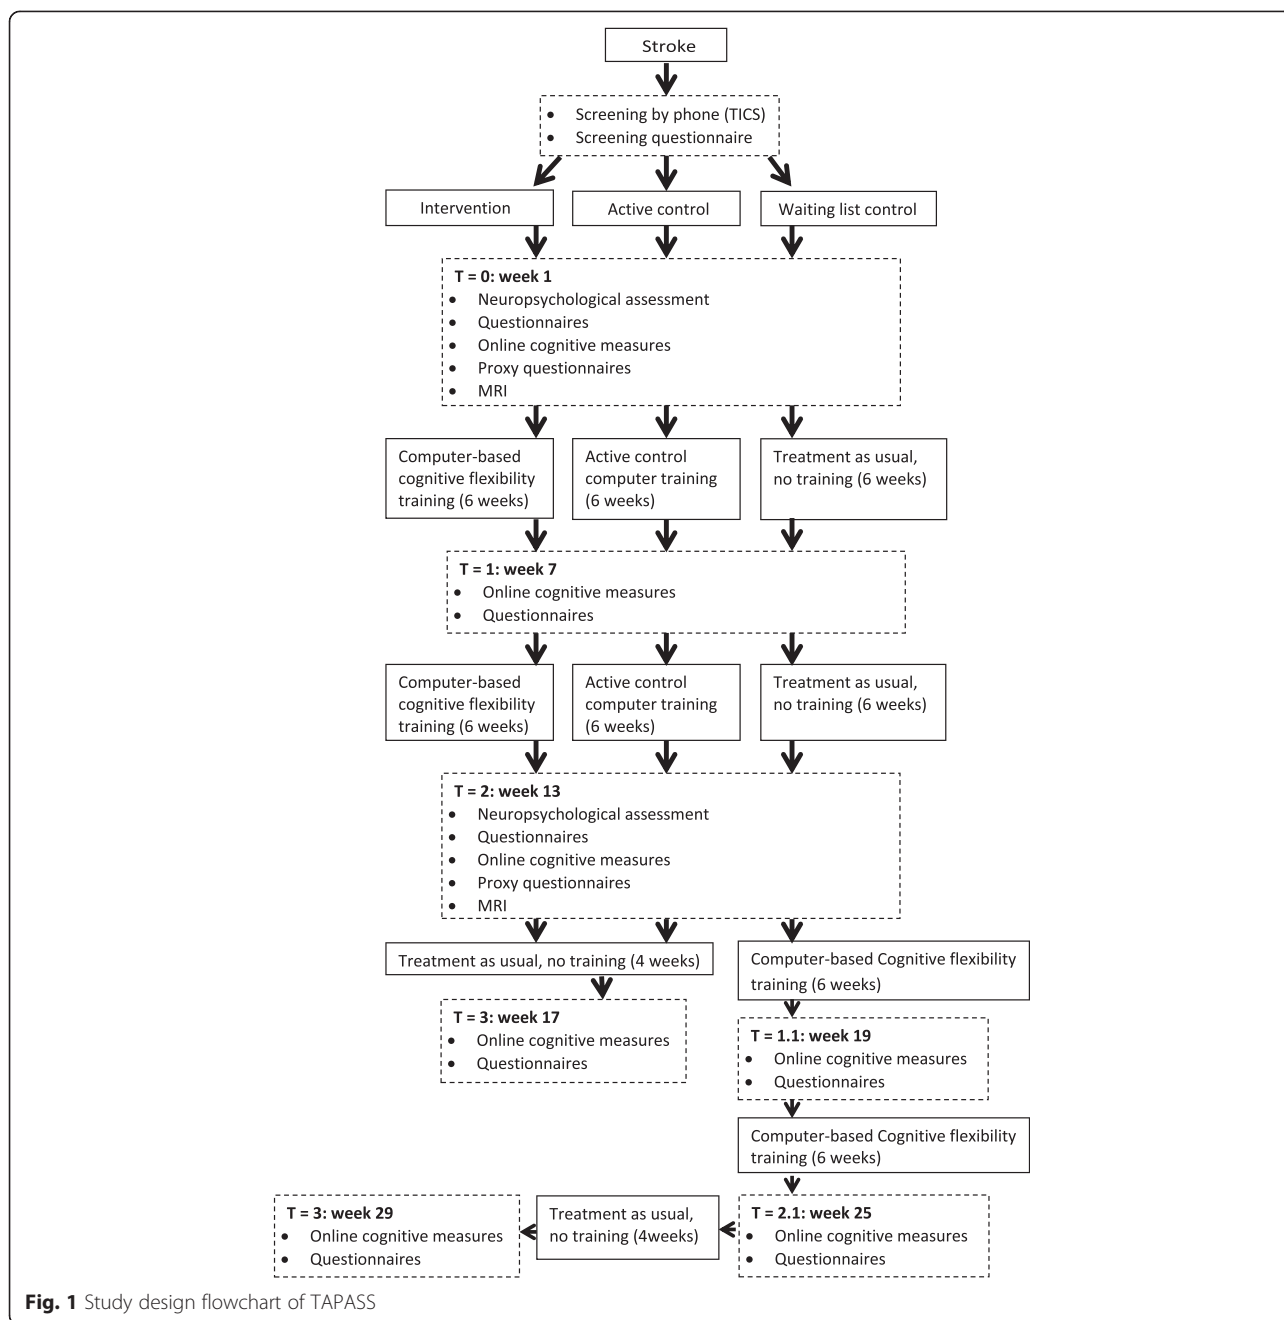 Stroke
• Screening by phone (TICS)
• Screening questionnaire
Intervention
Active control
Waiting list control
T = 0: week 1
• Neuropsychological assessment
• Questionnaires
• Online cognitive measures
• Proxy questionnaires
• MRI
Computer-based
cognitive flexibility
training (6 weeks)
Active control
computer training
(6 weeks)
Treatment as usual,
no training (6 weeks)
T = 1: week 7
• Online cognitive measures
• Questionnaires
Computer-based
cognitive flexibility
training (6 weeks)
Active control
computer training
(6 weeks)
Treatment as usual,
no training (6 weeks)
T = 2: week 13
• Neuropsychological assessment
• Questionnaires
• Online cognitive measures
• Proxy questionnaires
• MRI
Treatment as usual, no training (4 weeks)
Computer-based Cognitive flexibility
training (6 weeks)
T = 3: week 17
• Online cognitive measures
• Questionnaires
T = 1.1: week 19
• Online cognitive measures
• Questionnaires
Computer-based Cognitive flexibility
training (6 weeks)
T = 2.1: week 25
• Online cognitive measures
• Questionnaires
Treatment as usual,
no training (4weeks)
T = 3: week 29
• Online cognitive measures
• Questionnaires
Fig. 1 Study design flowchart of TAPASS